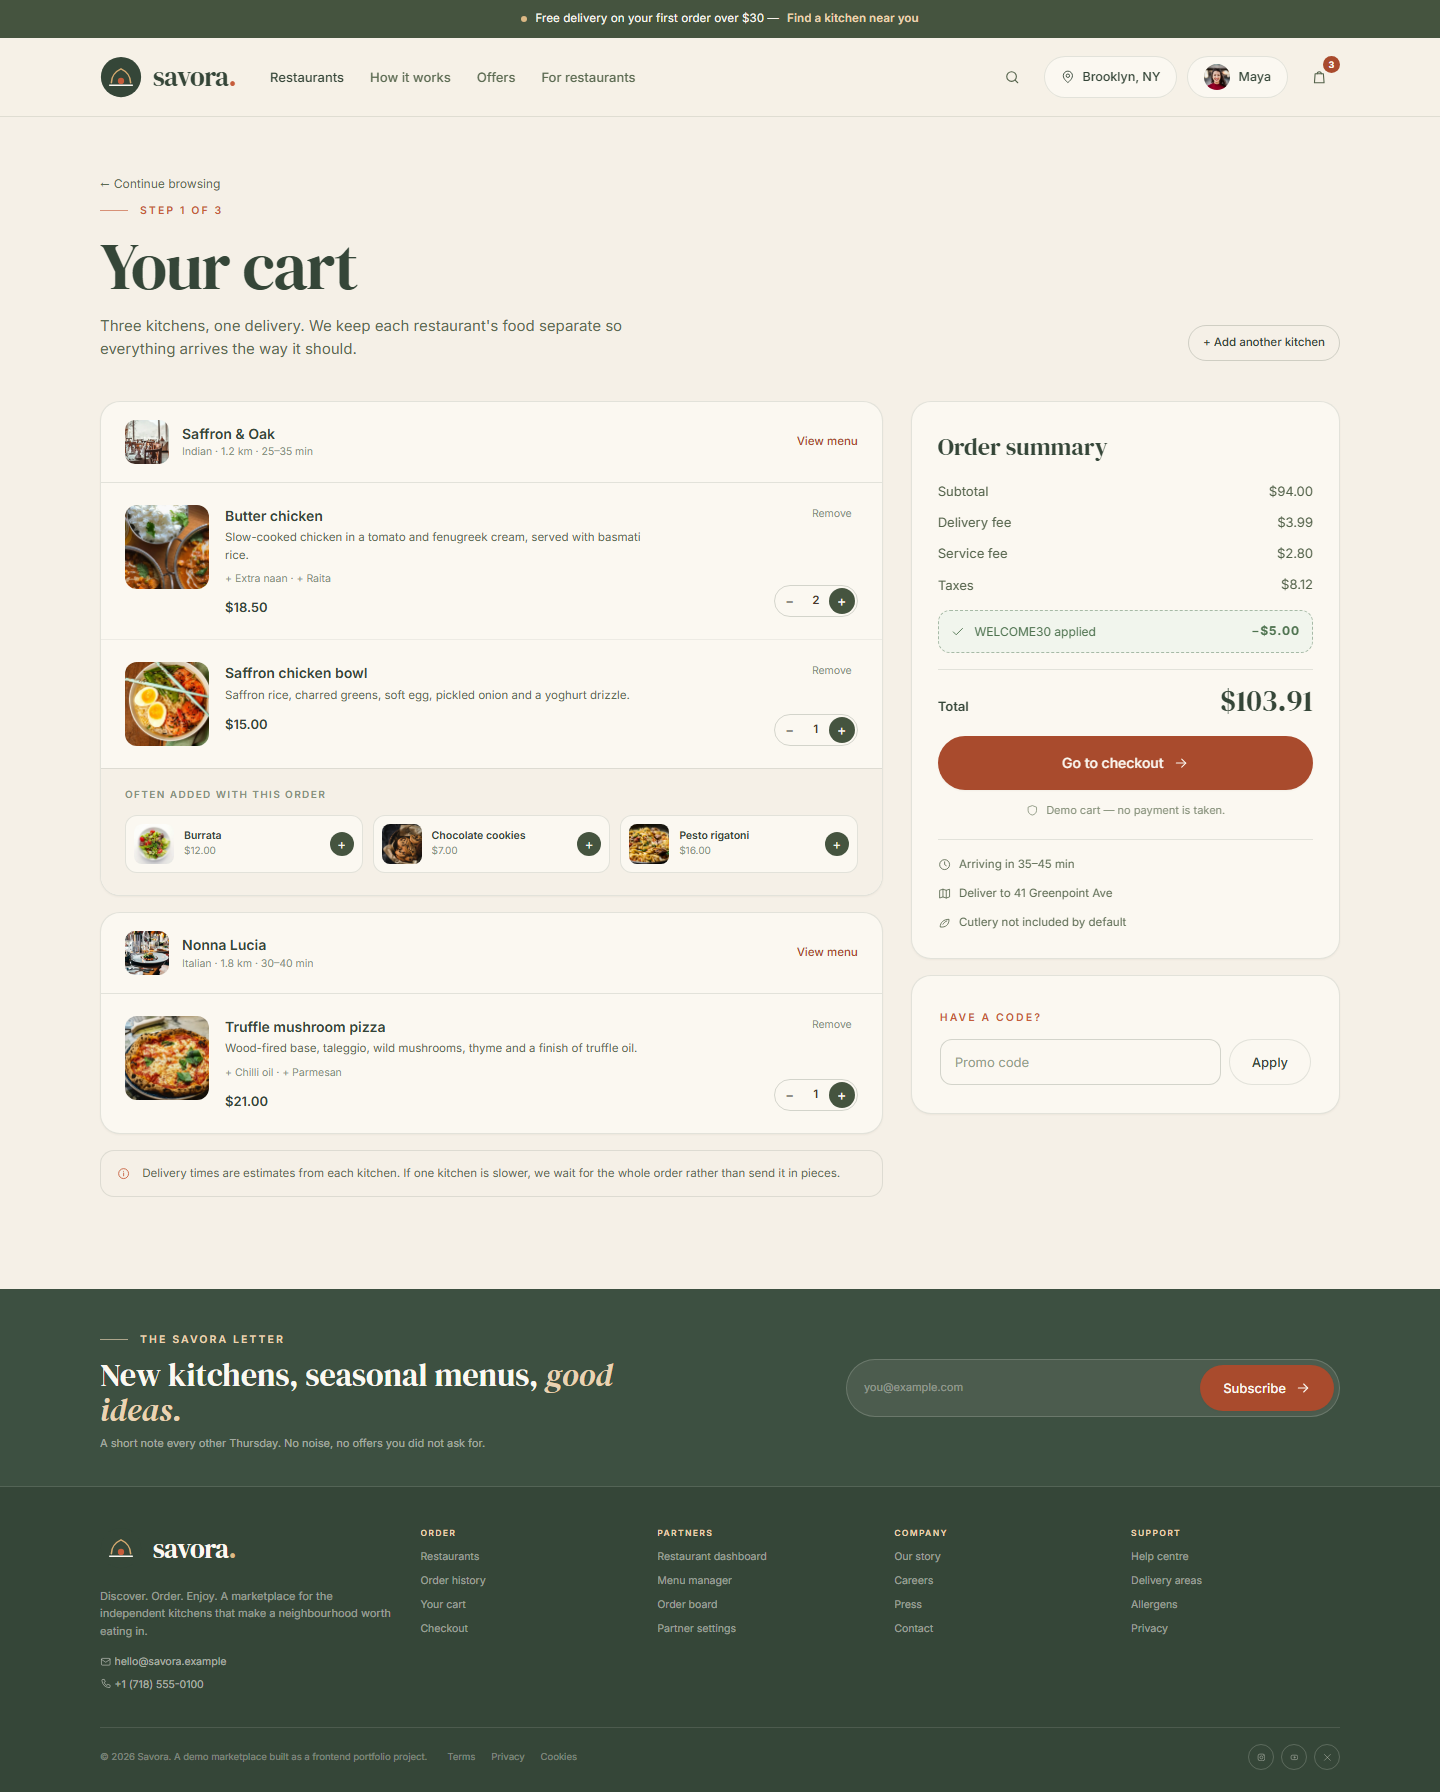 Free delivery on your first order over $30 — Find a kitchen near you
savora.
Restaurants
How it works
Offers
For restaurants
Brooklyn, NY
Maya
3
← Continue browsing
STEP 1 OF 3
Your cart
Three kitchens, one delivery. We keep each restaurant's food separate so
everything arrives the way it should.
+ Add another kitchen
Saffron & Oak
Indian · 1.2 km · 25–35 min
View menu
Butter chicken
Slow-cooked chicken in a tomato and fenugreek cream, served with basmati
rice.
+ Extra naan · + Raita
$18.50
Remove
− 2 +
Saffron chicken bowl
Saffron rice, charred greens, soft egg, pickled onion and a yoghurt drizzle.
$15.00
Remove
− 1 +
OFTEN ADDED WITH THIS ORDER
Burrata
$12.00
+
Chocolate cookies
$7.00
+
Pesto rigatoni
$16.00
+
Nonna Lucia
Italian · 1.8 km · 30–40 min
View menu
Truffle mushroom pizza
Wood-fired base, taleggio, wild mushrooms, thyme and a finish of truffle oil.
+ Chilli oil · + Parmesan
$21.00
Remove
− 1 +
Delivery times are estimates from each kitchen. If one kitchen is slower, we wait for the whole order rather than send it in pieces.
Order summary
Subtotal $94.00
Delivery fee $3.99
Service fee $2.80
Taxes $8.12
WELCOME30 applied −$5.00
Total $103.91
Go to checkout →
Demo cart — no payment is taken.
Arriving in 35–45 min
Deliver to 41 Greenpoint Ave
Cutlery not included by default
HAVE A CODE?
Promo code
Apply
THE SAVORA LETTER
New kitchens, seasonal menus, good
ideas.
A short note every other Thursday. No noise, no offers you did not ask for.
you@example.com
Subscribe →
savora.
Discover. Order. Enjoy. A marketplace for the
independent kitchens that make a neighbourhood worth
eating in.
hello@savora.example
+1 (718) 555-0100
ORDER
Restaurants
Order history
Your cart
Checkout
PARTNERS
Restaurant dashboard
Menu manager
Order board
Partner settings
COMPANY
Our story
Careers
Press
Contact
SUPPORT
Help centre
Delivery areas
Allergens
Privacy
© 2026 Savora. A demo marketplace built as a frontend portfolio project.
Terms
Privacy
Cookies